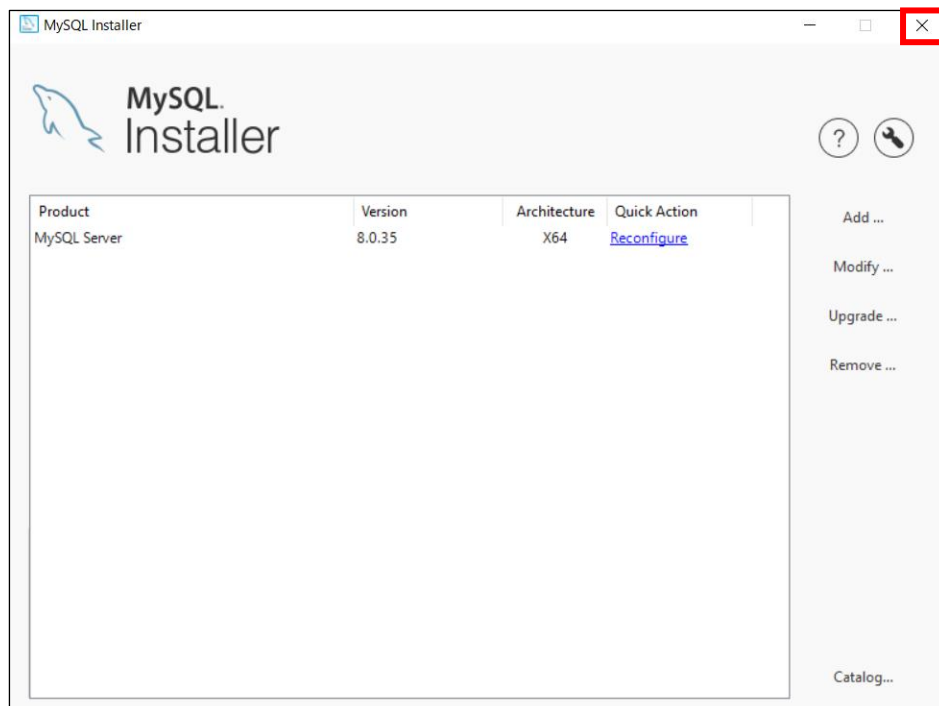 MySQL Installer
MySQL.
Installer
?
Product Version Architecture Quick Action
MySQL Server 8.0.35 X64 Reconfigure
Add ...
Modify ...
Upgrade ...
Remove ...
Catalog...